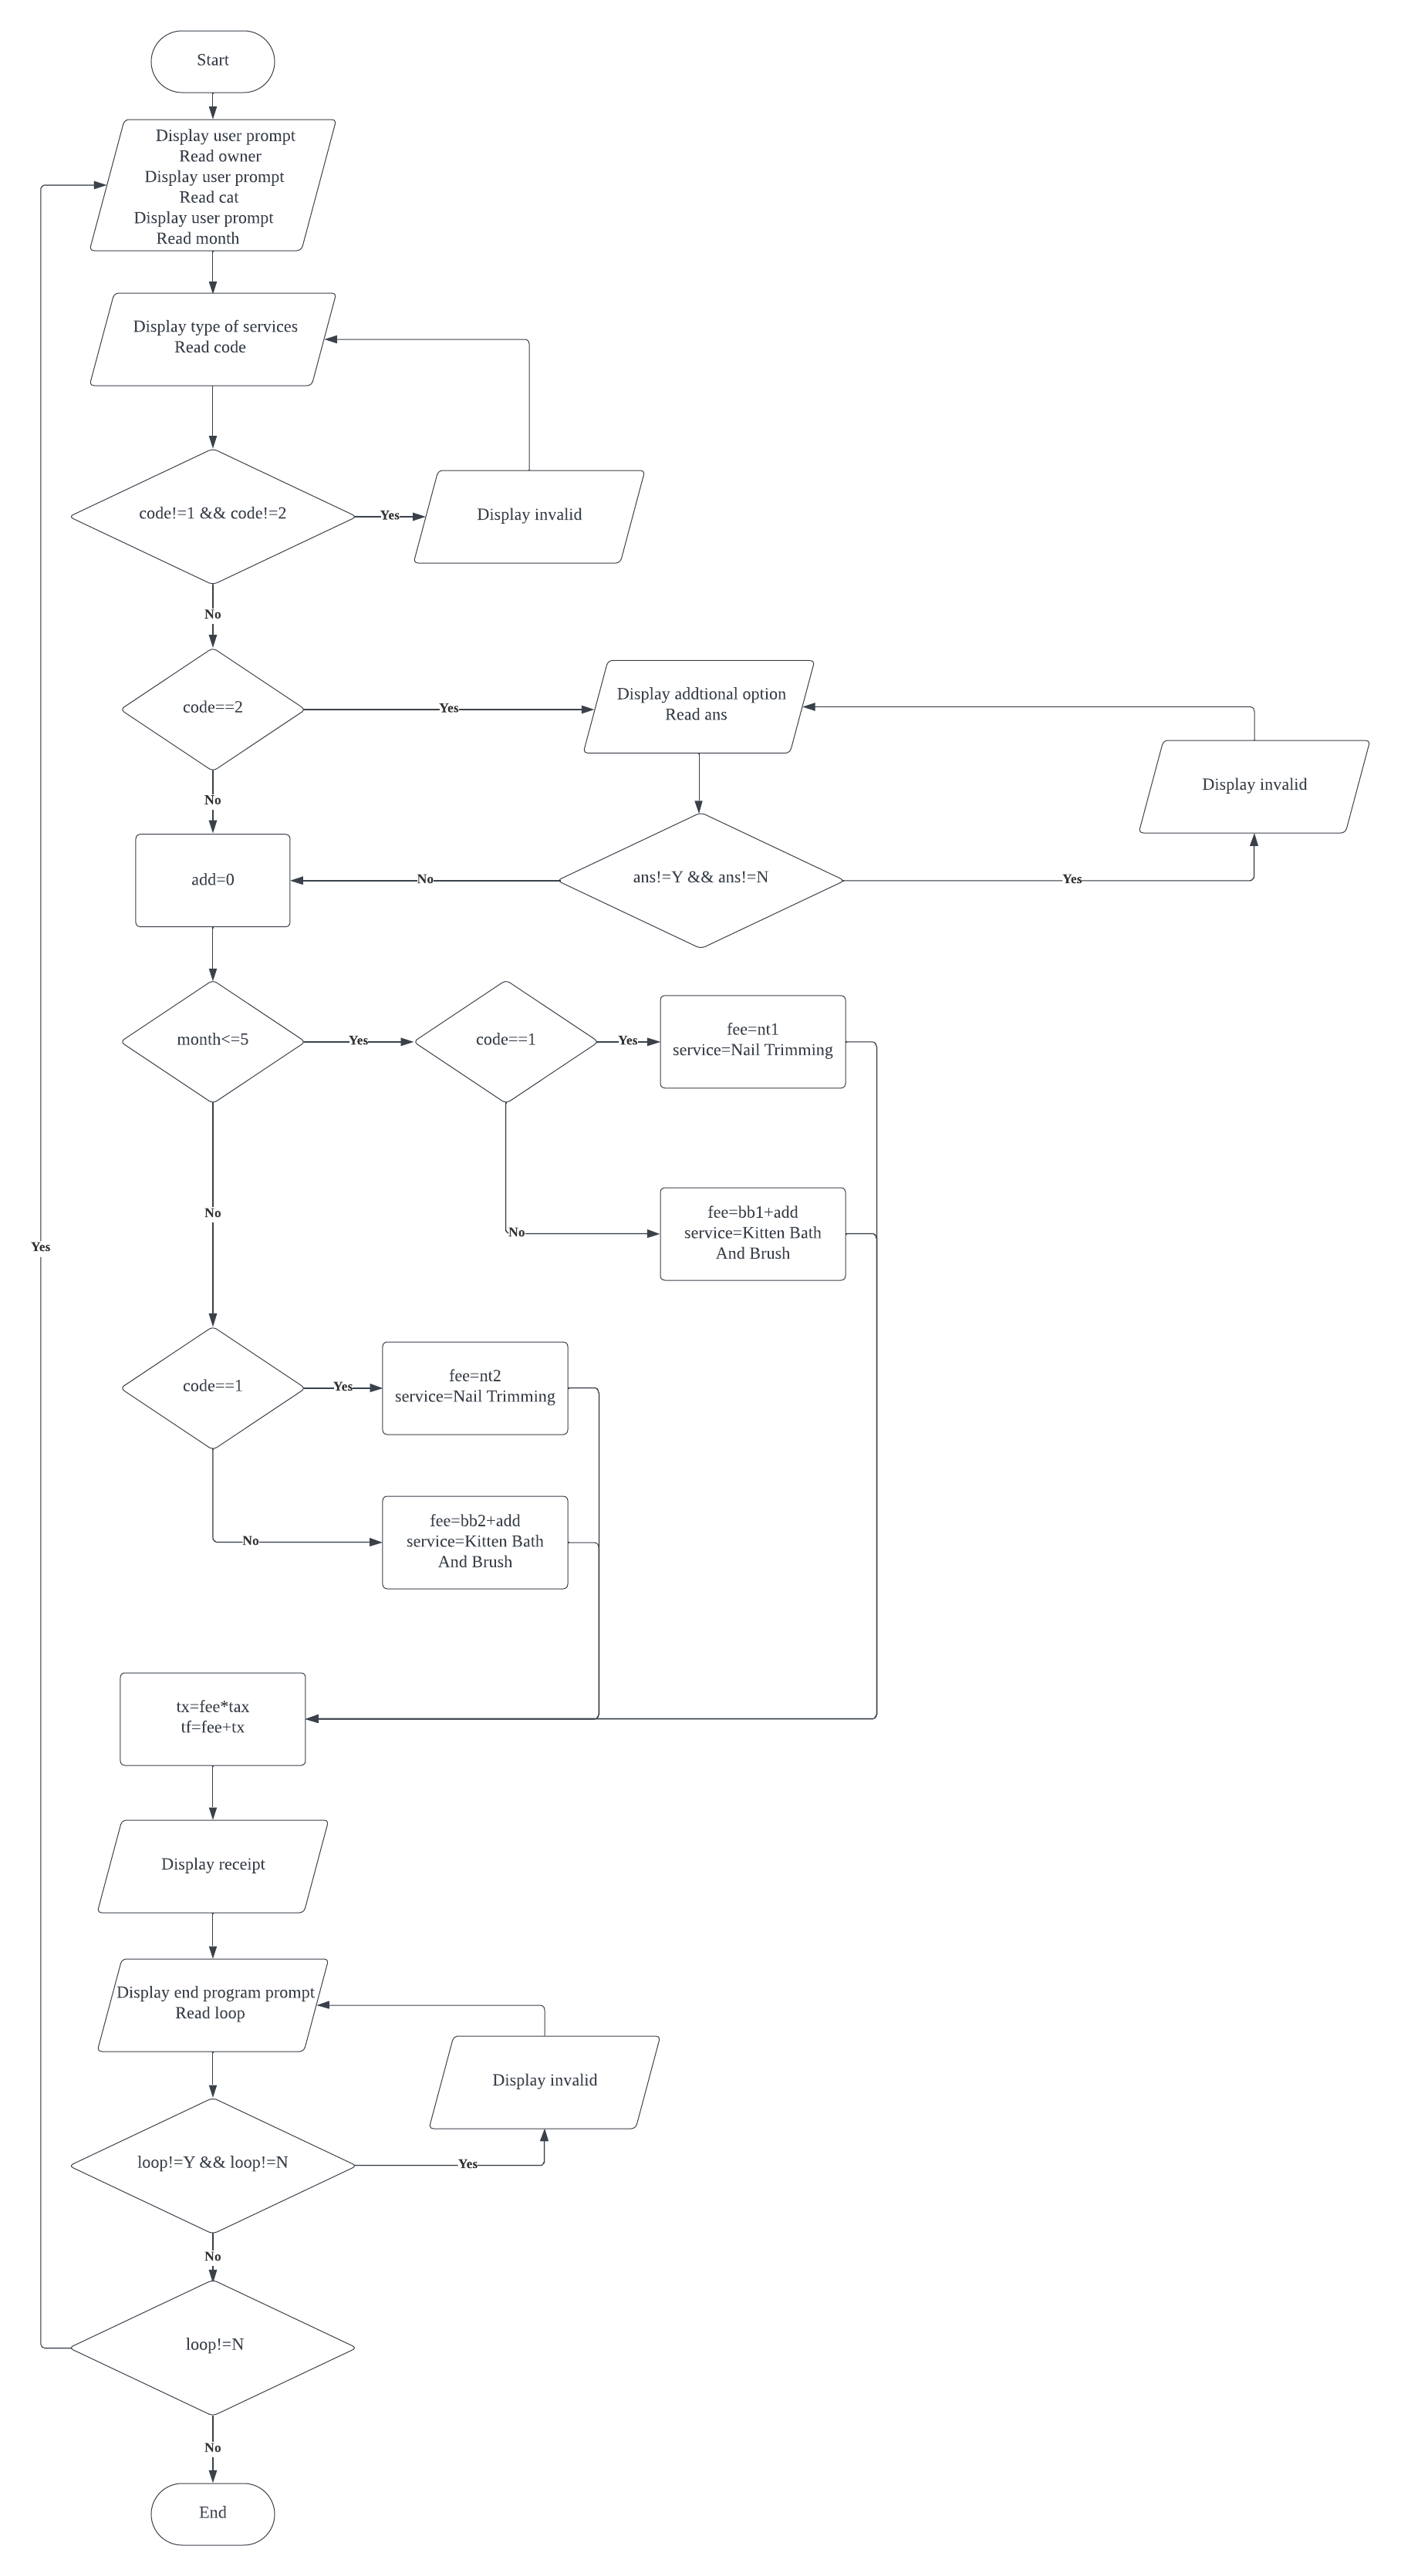 Start
Display user prompt
Read owner
Display user prompt
Read cat
Display user prompt
Read month
Display type of services
Read code
code!=1 && code!=2
Yes
Display invalid
No
code==2
Yes
Display addtional option
Read ans
Display invalid
No
add=0
No
ans!=Y && ans!=N
Yes
month<=5
Yes
code==1
Yes
fee=nt1
service=Nail Trimming
No
No
fee=bb1+add
service=Kitten Bath
And Brush
Yes
code==1
Yes
fee=nt2
service=Nail Trimming
No
fee=bb2+add
service=Kitten Bath
And Brush
tx=fee*tax
tf=fee+tx
Display receipt
Display end program prompt
Read loop
Display invalid
loop!=Y && loop!=N
Yes
No
loop!=N
No
End